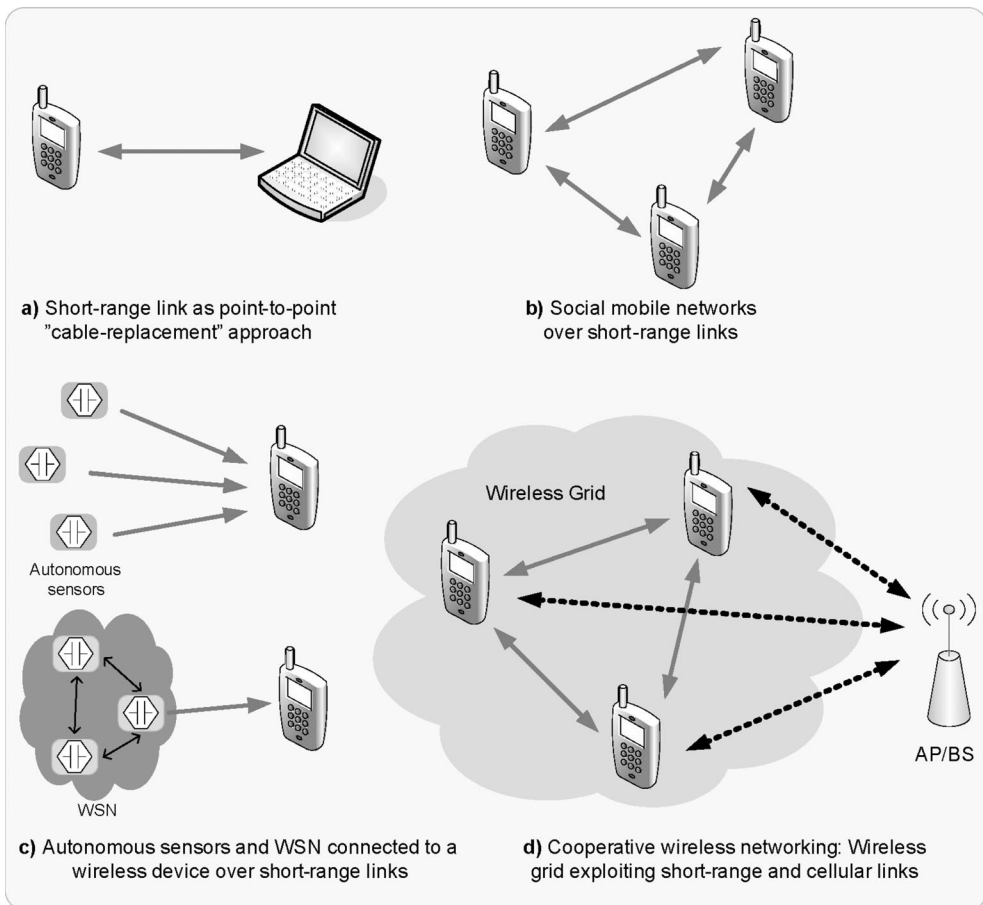 a) Short-range link as point-to-point
”cable-replacement” approach
b) Social mobile networks
over short-range links
Autonomous
sensors
WSN
c) Autonomous sensors and WSN connected to a
wireless device over short-range links
Wireless Grid
AP/BS
d) Cooperative wireless networking: Wireless
grid exploiting short-range and cellular links